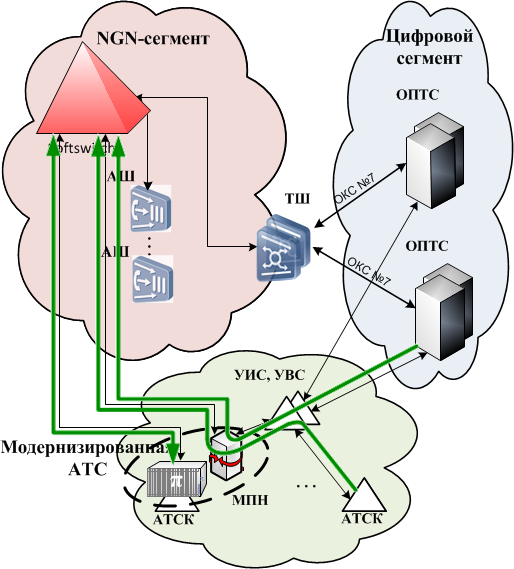 NGN-сегмент
Цифровой
сегмент
ОПТС
Softswitch
АШ
ТШ
ОКС №7
АШ
...
ОПТС
ОКС №7
УИС, УВС
Модернизированная
АТС
π
МПН
...
АТСК
АТСК